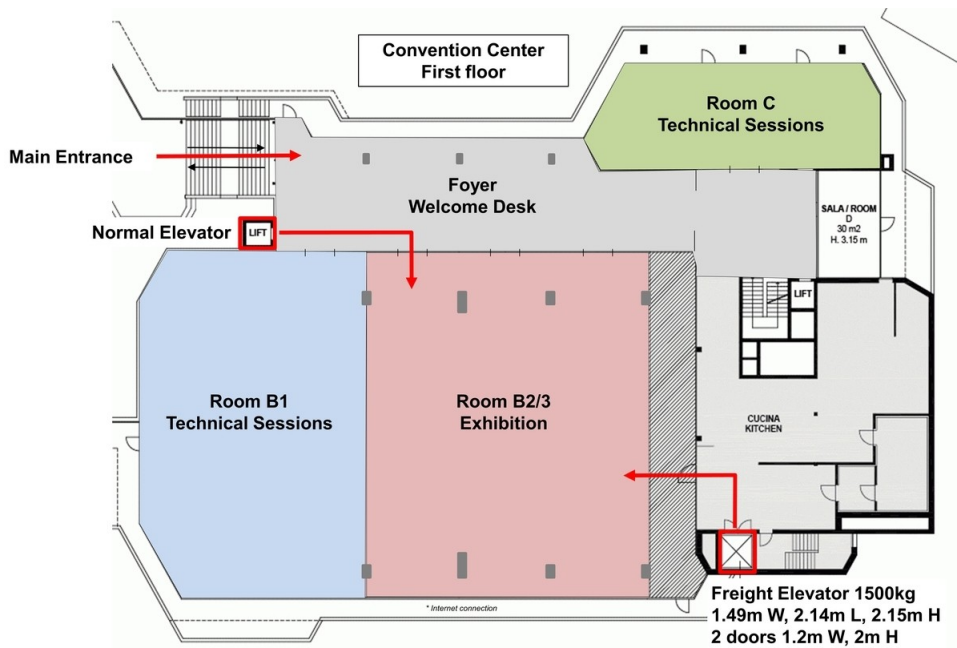 Convention Center
First floor
Room C
Technical Sessions
Main Entrance
Foyer
Welcome Desk
SALA / ROOM
D
30 m2
H. 3.15 m
Normal Elevator
LIFT
LIFT
Room B1
Technical Sessions
Room B2/3
Exhibition
CUCINA
KITCHEN
* Internet connection
Freight Elevator 1500kg
1.49m W, 2.14m L, 2.15m H
2 doors 1.2m W, 2m H